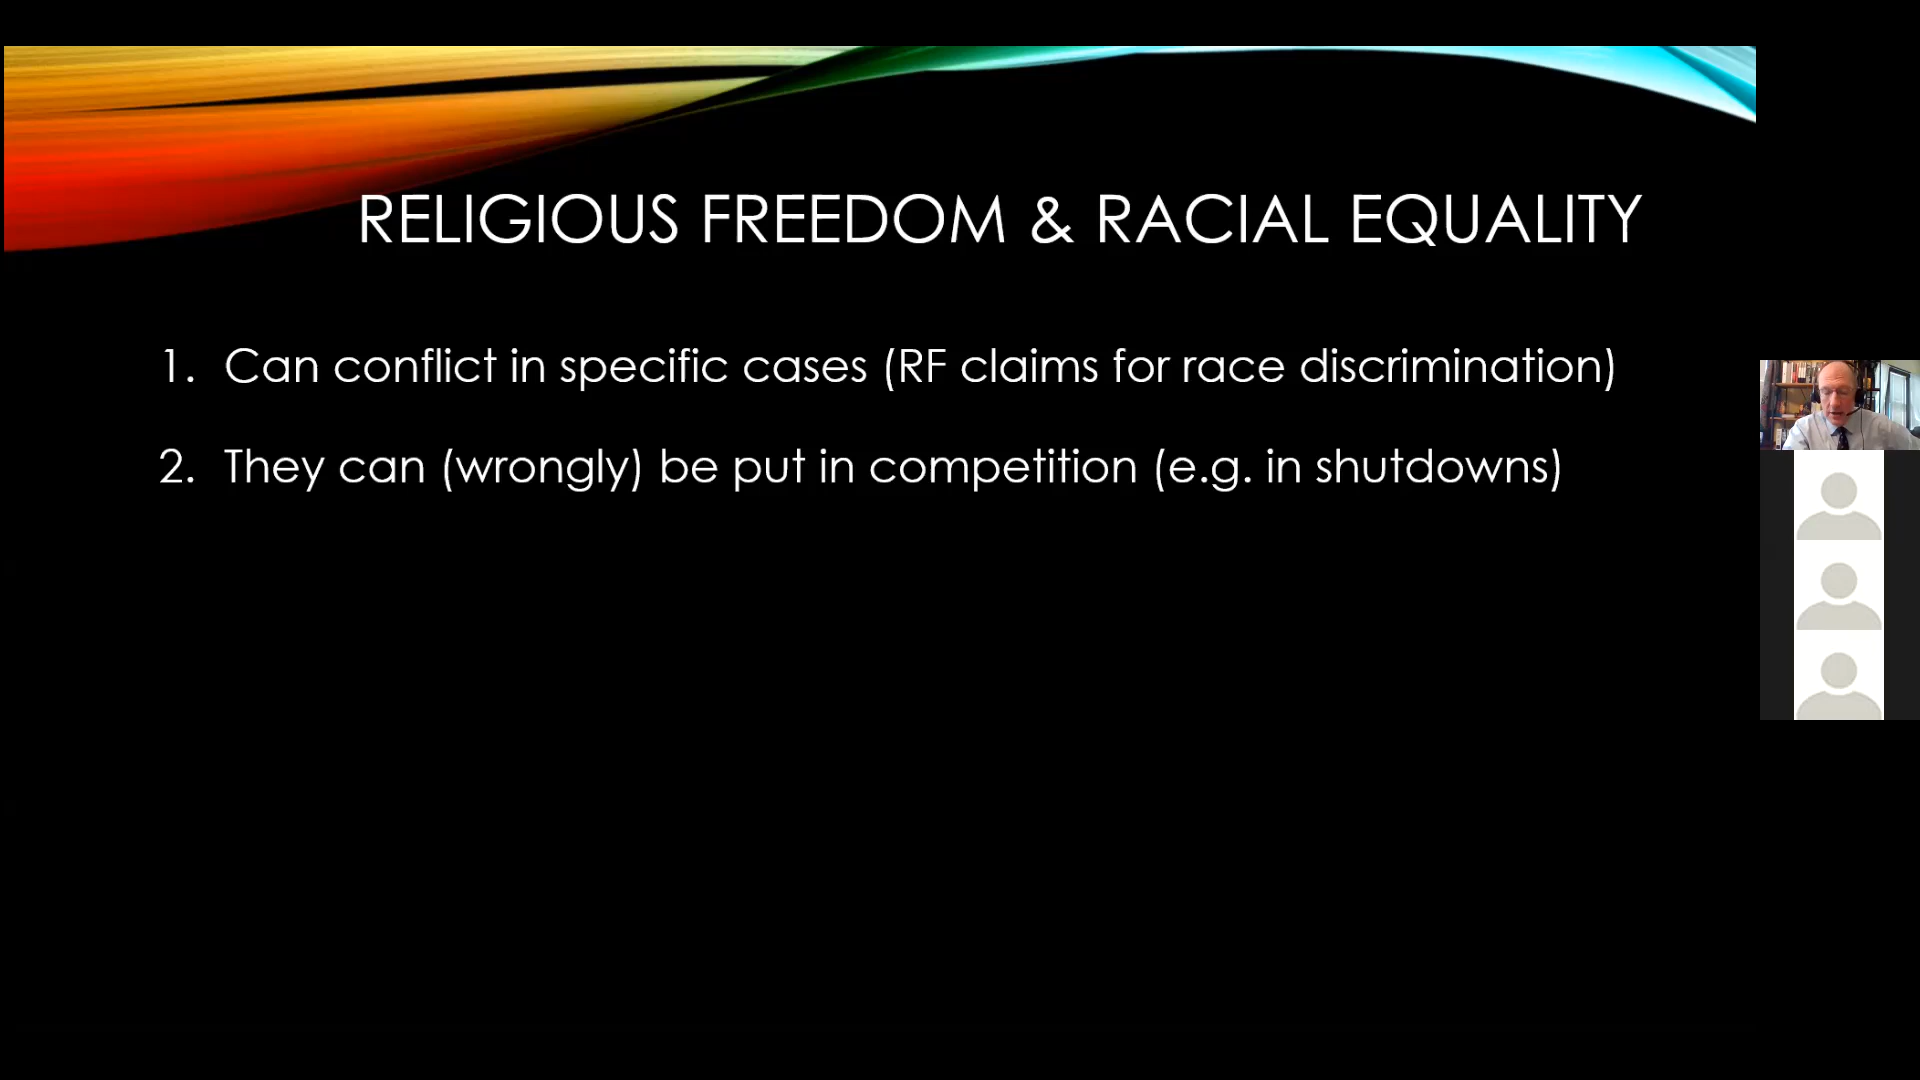 RELIGIOUS FREEDOM & RACIAL EQUALITY
1. Can conflict in specific cases (RF claims for race discrimination)
2. They can (wrongly) be put in competition (e.g. in shutdowns)